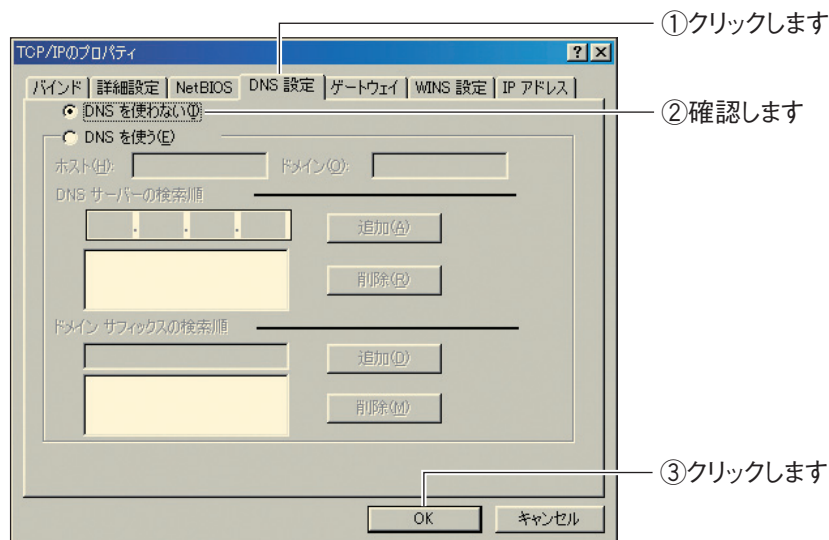 ①クリックします
TCP/IPのプロパティ
バインド 詳細設定 NetBIOS DNS 設定 ゲートウェイ WINS 設定 IP アドレス
DNS を使わない(I)
②確認します
DNS を使う(E)
ホスト(H): ドメイン(O):
DNS サーバーの検索順
追加(A)
削除(R)
ドメイン サフィックスの検索順
追加(D)
削除(M)
③クリックします
OK キャンセル